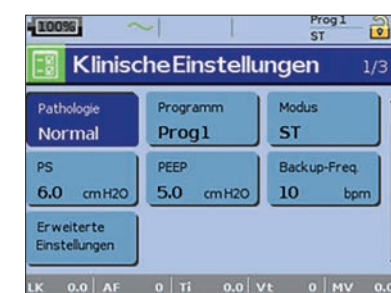 100%
Prog 1
ST
Klinische Einstellungen 1/3
Pathologie
Normal
Programm
Prog1
Modus
ST
PS
6.0 cmH2O
PEEP
5.0 cmH2O
Backup-Freq.
10 bpm
Erweiterte
Einstellungen
LK 0.0 AF 0 Ti 0.0 Vt 0 MV 0.0